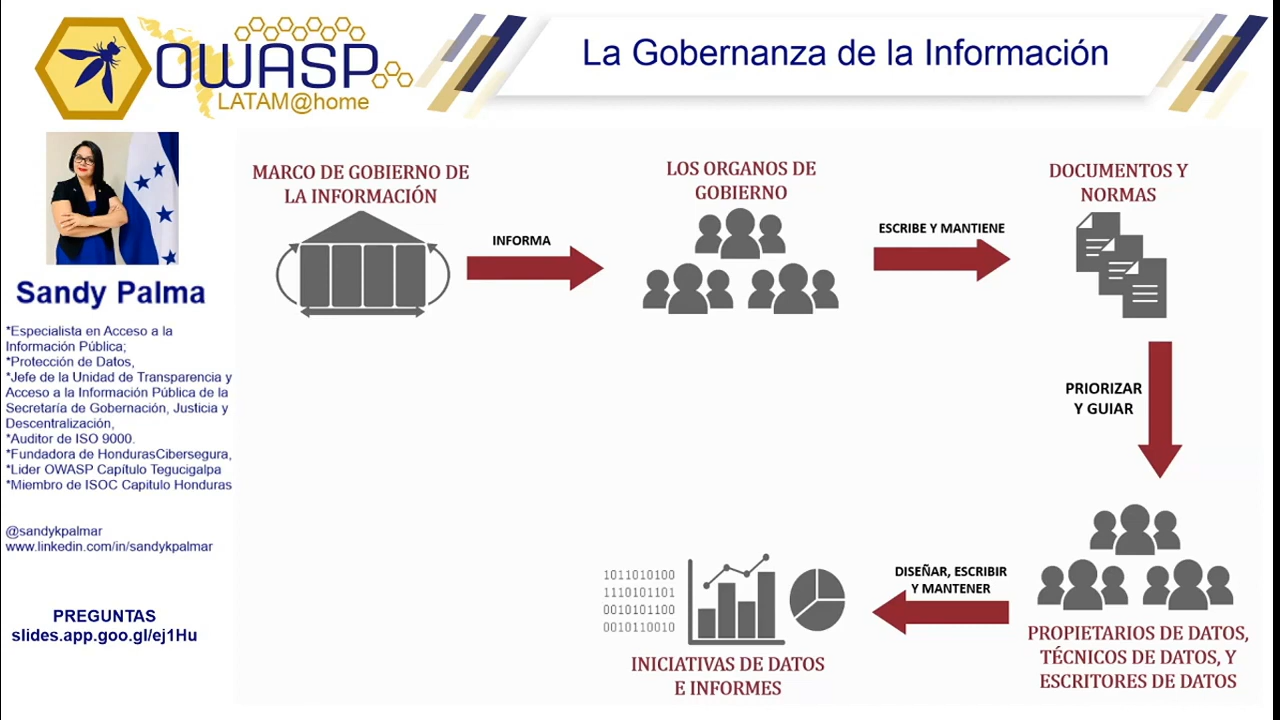 OWASP
LATAM@home
La Gobernanza de la Información
Sandy Palma
*Especialista en Acceso a la
Información Pública;
*Protección de Datos,
*Jefe de la Unidad de Transparencia y
Acceso a la Información Pública de la
Secretaría de Gobernación, Justicia y
Descentralización,
*Auditor de ISO 9000.
*Fundadora de HondurasCibersegura,
*Lider OWASP Capítulo Tegucigalpa
*Miembro de ISOC Capitulo Honduras
@sandykpalmar
www.linkedin.com/in/sandykpalmar
PREGUNTAS
slides.app.goo.gl/ej1Hu
MARCO DE GOBIERNO DE
LA INFORMACIÓN
INFORMA
LOS ORGANOS DE
GOBIERNO
ESCRIBE Y MANTIENE
DOCUMENTOS Y
NORMAS
PRIORIZAR
Y GUIAR
PROPIETARIOS DE DATOS,
TÉCNICOS DE DATOS, Y
ESCRITORES DE DATOS
DISEÑAR, ESCRIBIR
Y MANTENER
1011010100
1110101101
0010101100
0010110010
INICIATIVAS DE DATOS
E INFORMES